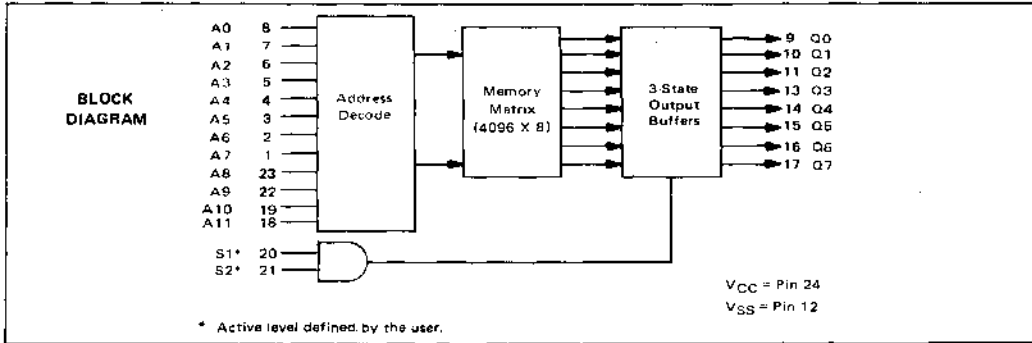 BLOCK
DIAGRAM
A0 8
A1 7
A2 6
A3 5
A4 4
A5 3
A6 2
A7 1
A8 23
A9 22
A10 19
A11 18
S1* 20
S2* 21
Address
Decode
Memory
Matrix
(4096 X 8)
3-State
Output
Buffers
9 Q0
10 Q1
11 Q2
13 Q3
14 Q4
15 Q5
16 Q6
17 Q7
VCC = Pin 24
VSS = Pin 12
* Active level defined by the user.